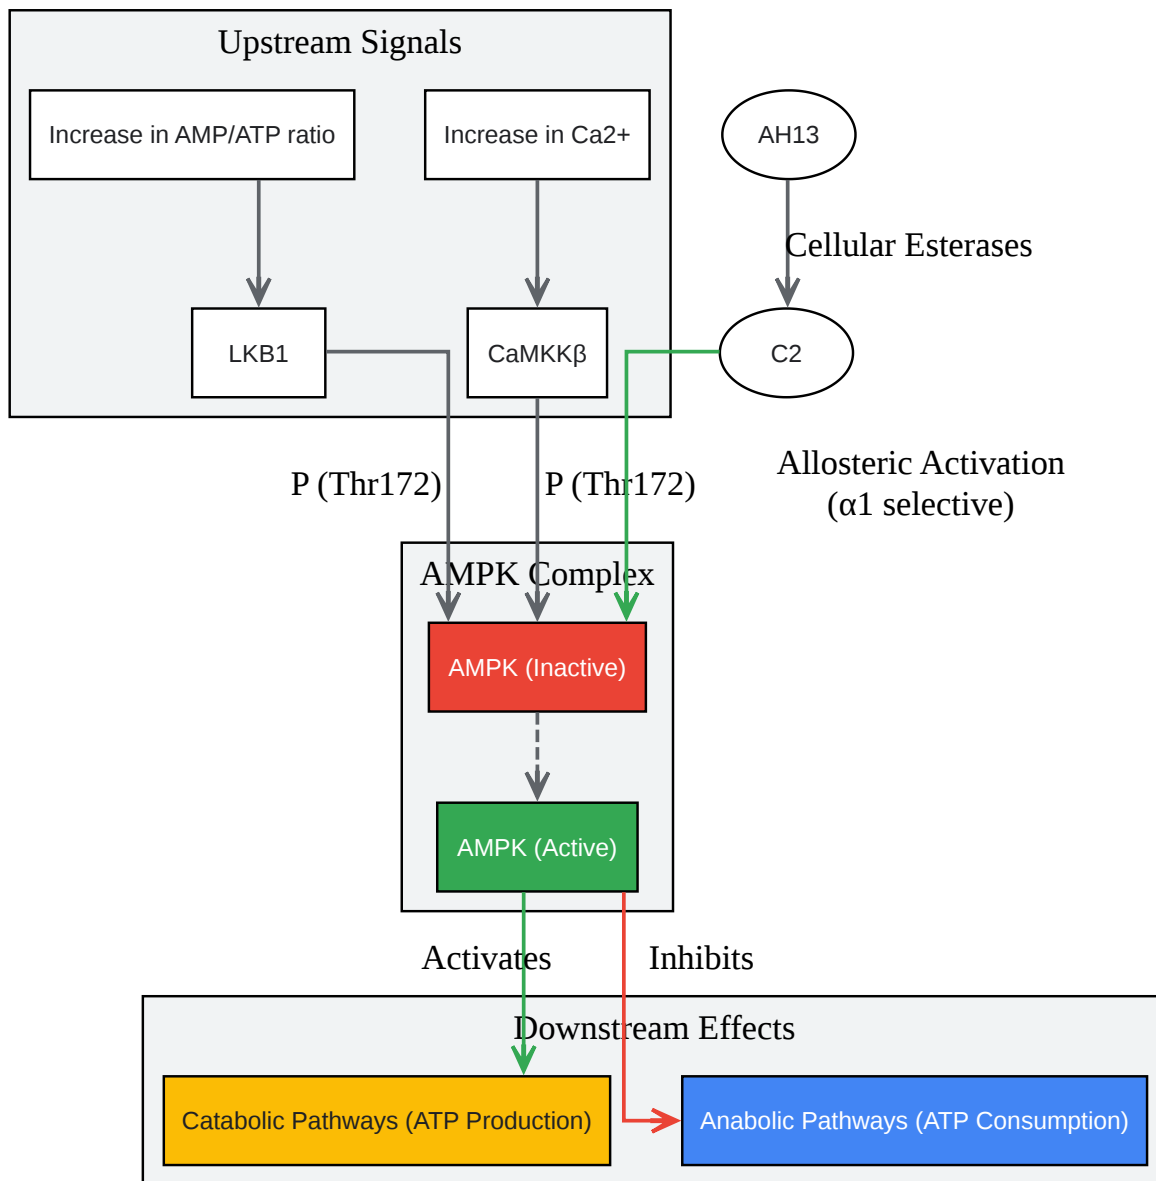 Upstream Signals
Increase in AMP/ATP ratio
Increase in Ca2+
AH13
Cellular Esterases
LKB1
CaMKKβ
C2
P (Thr172)
P (Thr172)
Allosteric Activation
(α1 selective)
AMPK Complex
AMPK (Inactive)
AMPK (Active)
Activates
Inhibits
Downstream Effects
Catabolic Pathways (ATP Production)
Anabolic Pathways (ATP Consumption)